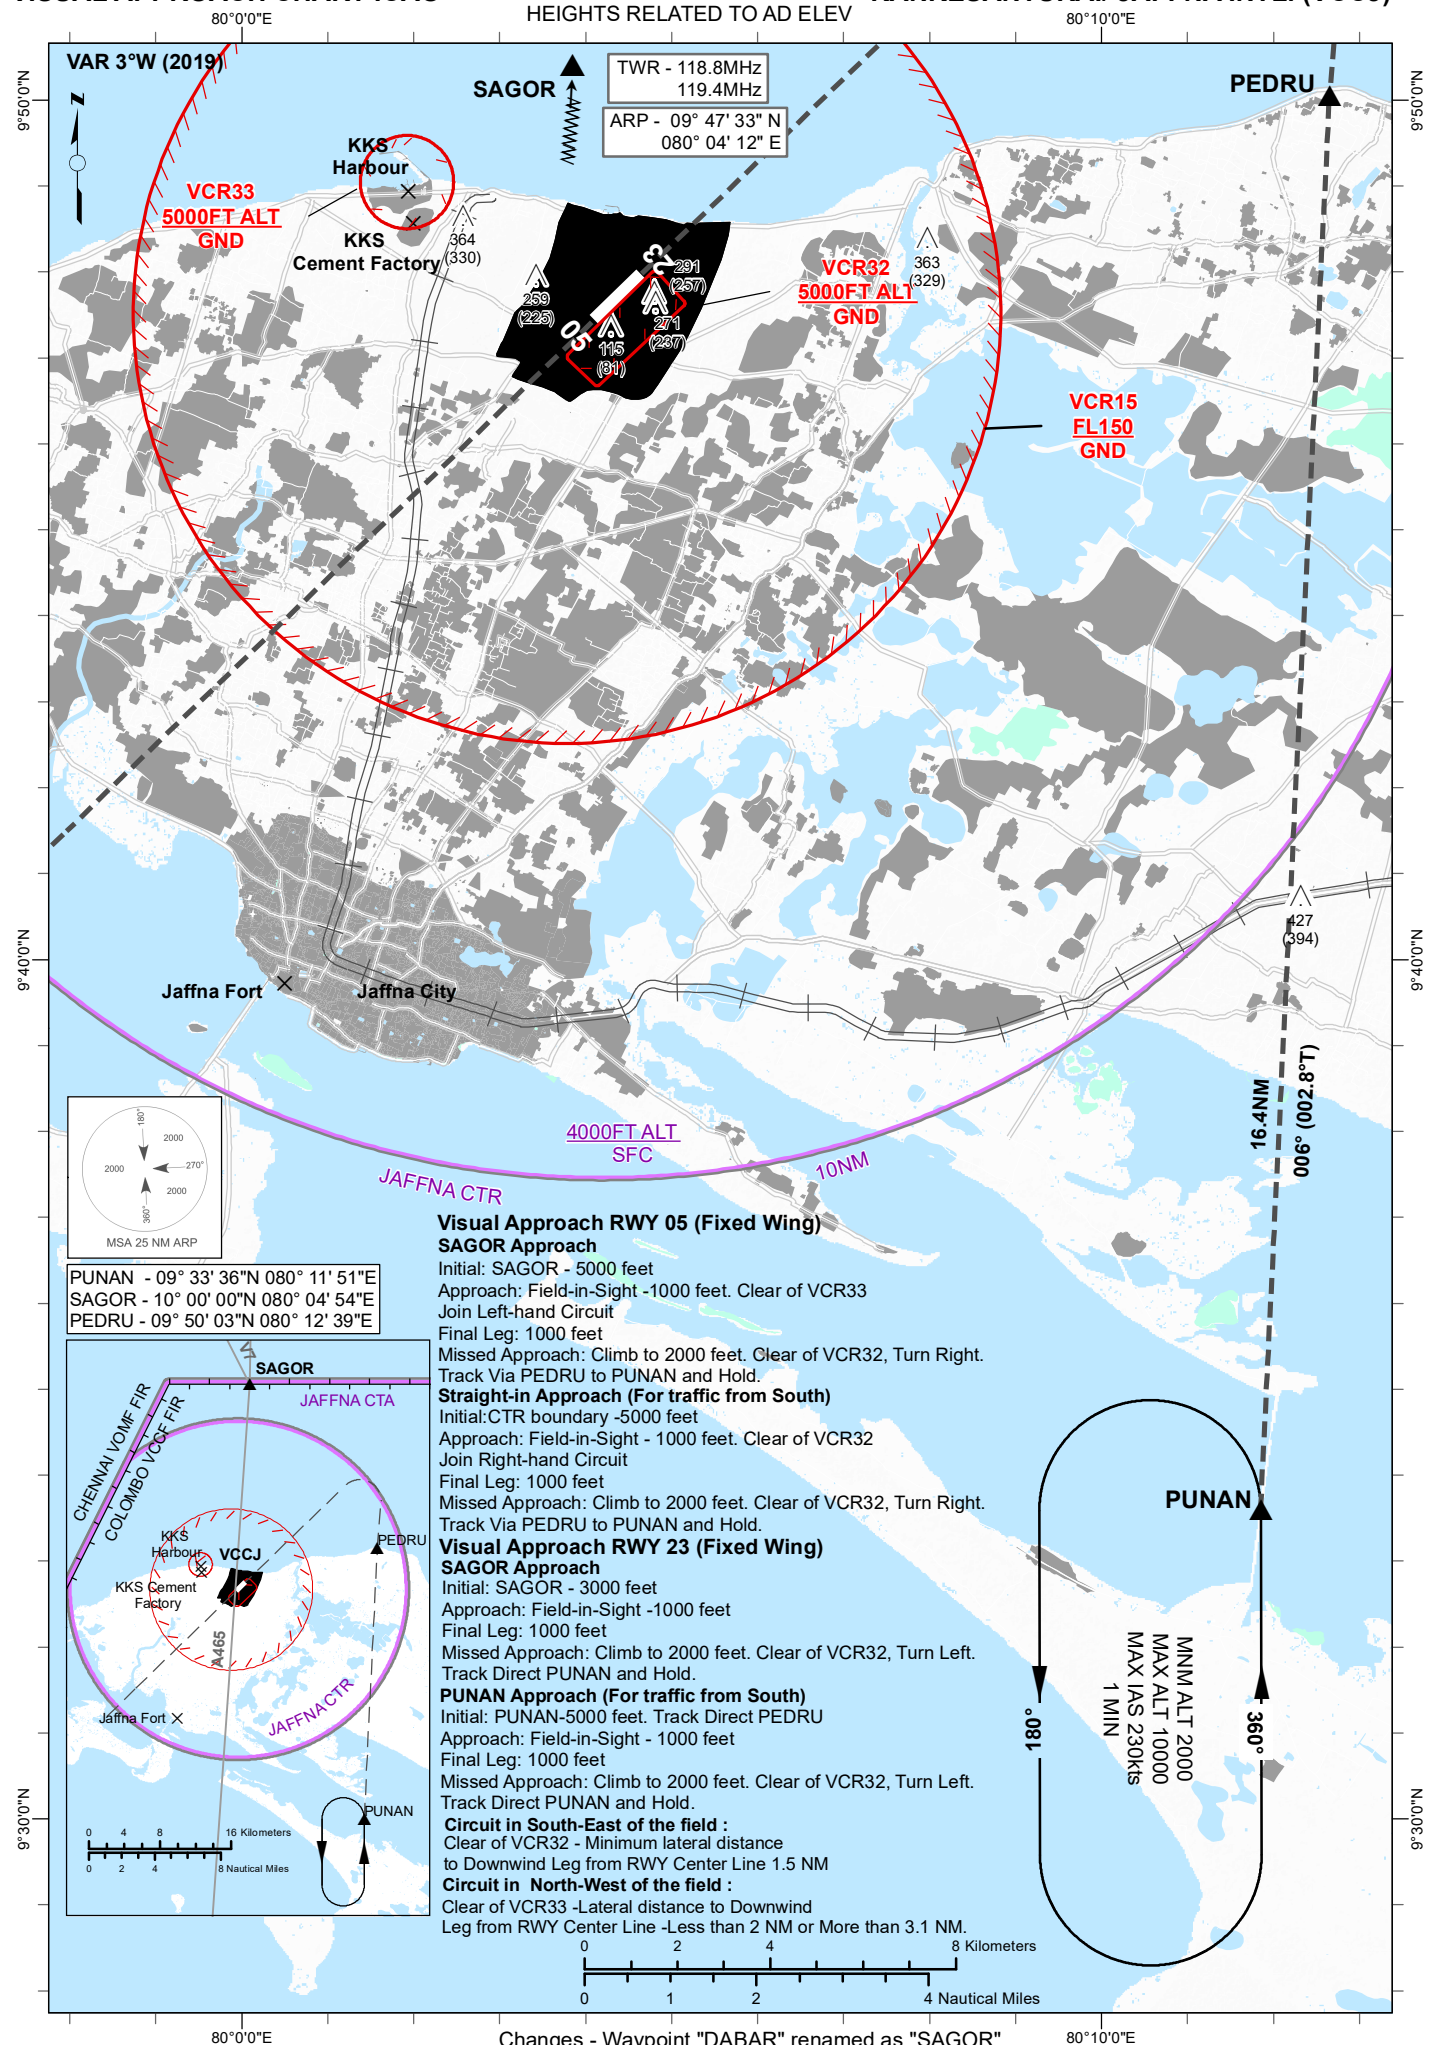 HEIGHTS RELATED TO AD ELEV
80°0'0"E
80°10'0"E
VAR 3°W (2019)
9°50'0"N
9°50'0"N
SAGOR
TWR - 118.8MHz
119.4MHz
ARP - 09° 47' 33" N
080° 04' 12" E
PEDRU
KKS
Harbour
VCR33
5000FT ALT
GND
KKS
Cement Factory
364
(330)
259
(225)
23
291
(257)
271
(237)
05
115
(81)
VCR32
5000FT ALT
GND
363
(329)
VCR15
FL150
GND
427
(394)
9°40'0"N
9°40'0"N
Jaffna Fort
Jaffna City
16.4NM
006° (002.8°T)
4000FT ALT
SFC
JAFFNA CTR
10NM
180°
2000
2000
270°
2000
360°
MSA 25 NM ARP
PUNAN - 09° 33' 36"N 080° 11' 51"E
SAGOR - 10° 00' 00"N 080° 04' 54"E
PEDRU - 09° 50' 03"N 080° 12' 39"E
Visual Approach RWY 05 (Fixed Wing)
SAGOR Approach
Initial: SAGOR - 5000 feet
Approach: Field-in-Sight -1000 feet. Clear of VCR33
Join Left-hand Circuit
Final Leg: 1000 feet
Missed Approach: Climb to 2000 feet. Clear of VCR32, Turn Right.
Track Via PEDRU to PUNAN and Hold.
Straight-in Approach (For traffic from South)
Initial:CTR boundary -5000 feet
Approach: Field-in-Sight - 1000 feet. Clear of VCR32
Join Right-hand Circuit
Final Leg: 1000 feet
Missed Approach: Climb to 2000 feet. Clear of VCR32, Turn Right.
Track Via PEDRU to PUNAN and Hold.
Visual Approach RWY 23 (Fixed Wing)
SAGOR Approach
Initial: SAGOR - 3000 feet
Approach: Field-in-Sight -1000 feet
Final Leg: 1000 feet
Missed Approach: Climb to 2000 feet. Clear of VCR32, Turn Left.
Track Direct PUNAN and Hold.
PUNAN Approach (For traffic from South)
Initial: PUNAN-5000 feet. Track Direct PEDRU
Approach: Field-in-Sight - 1000 feet
Final Leg: 1000 feet
Missed Approach: Climb to 2000 feet. Clear of VCR32, Turn Left.
Track Direct PUNAN and Hold.
Circuit in South-East of the field :
Clear of VCR32 - Minimum lateral distance
to Downwind Leg from RWY Center Line 1.5 NM
Circuit in North-West of the field :
Clear of VCR33 -Lateral distance to Downwind
Leg from RWY Center Line -Less than 2 NM or More than 3.1 NM.
SAGOR
JAFFNA CTA
CHENNAI VOMF FIR
COLOMBO VCCF FIR
KKS
Harbour
VCCJ
PEDRU
KKS Cement
Factory
A465
Jaffna Fort
JAFFNA CTR
PUNAN
0 4 8 16 Kilometers
0 2 4 8 Nautical Miles
PUNAN
180°
360°
MNM ALT 2000
MAX ALT 10000
MAX IAS 230kts
1 MIN
9°30'0"N
9°30'0"N
0 2 4 8 Kilometers
0 1 2 4 Nautical Miles
80°0'0"E
80°10'0"E
Changes - Waypoint "DABAR" renamed as "SAGOR"